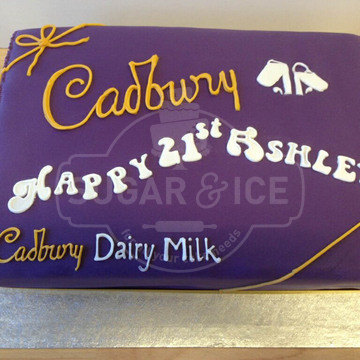 Cadbury
HAPPY 21st ASHLEY
SUGAR & ICE
Cadbury Dairy Milk